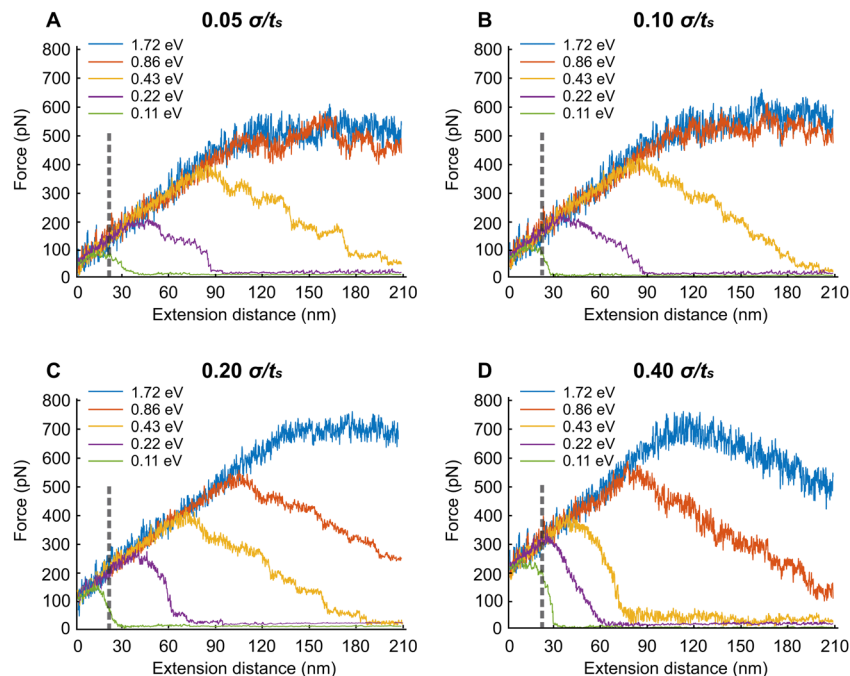 A 0.05 σ/ts
1.72 eV
0.86 eV
0.43 eV
0.22 eV
0.11 eV
800
700
600
500
400
300
200
100
0
Force (pN)
0 30 60 90 120 150 180 210
Extension distance (nm)
B 0.10 σ/ts
1.72 eV
0.86 eV
0.43 eV
0.22 eV
0.11 eV
800
700
600
500
400
300
200
100
0
Force (pN)
0 30 60 90 120 150 180 210
Extension distance (nm)
C 0.20 σ/ts
1.72 eV
0.86 eV
0.43 eV
0.22 eV
0.11 eV
800
700
600
500
400
300
200
100
0
Force (pN)
0 30 60 90 120 150 180 210
Extension distance (nm)
D 0.40 σ/ts
1.72 eV
0.86 eV
0.43 eV
0.22 eV
0.11 eV
800
700
600
500
400
300
200
100
0
Force (pN)
0 30 60 90 120 150 180 210
Extension distance (nm)